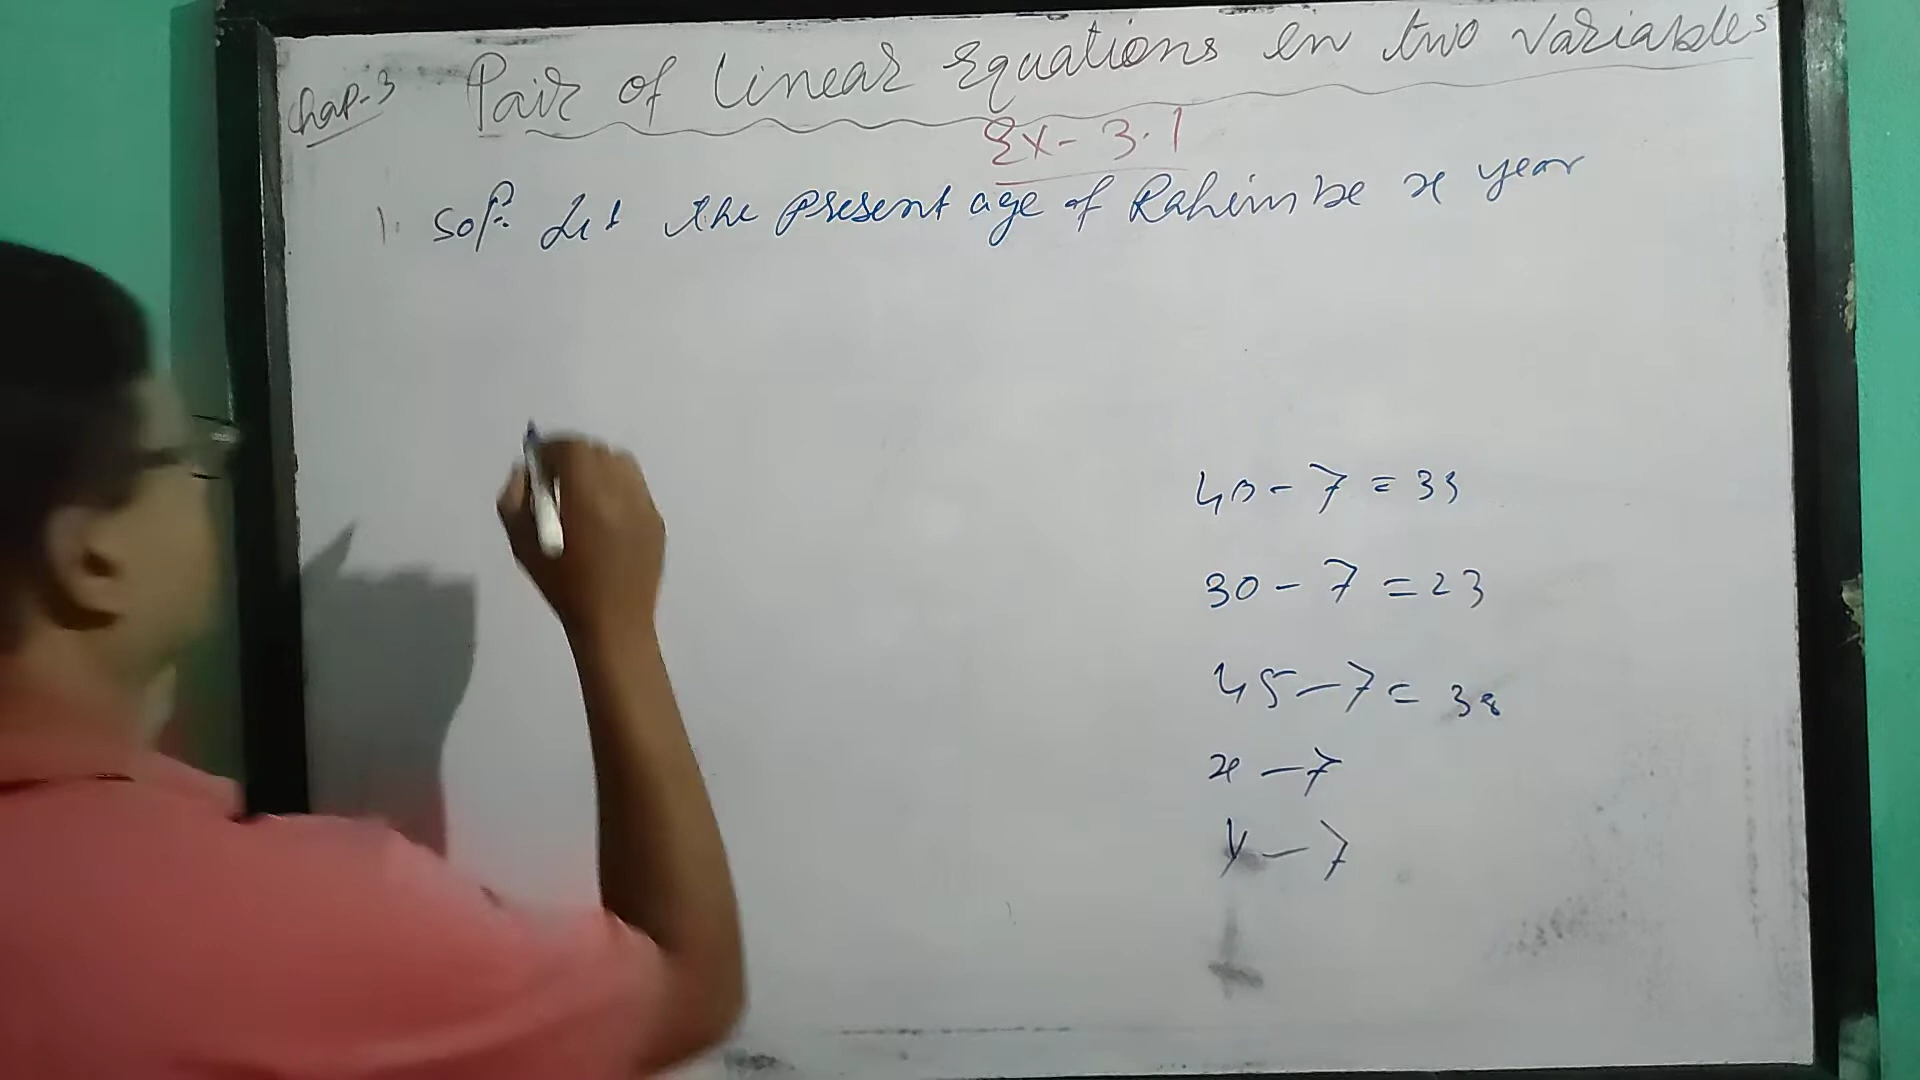 Chap-3 Pair of Linear Equations in two variables
Ex-3.1
1. Sol? Let the present age of Rahim be x year
40-7=33
30-7=23
45-7=38
x-7
y-7